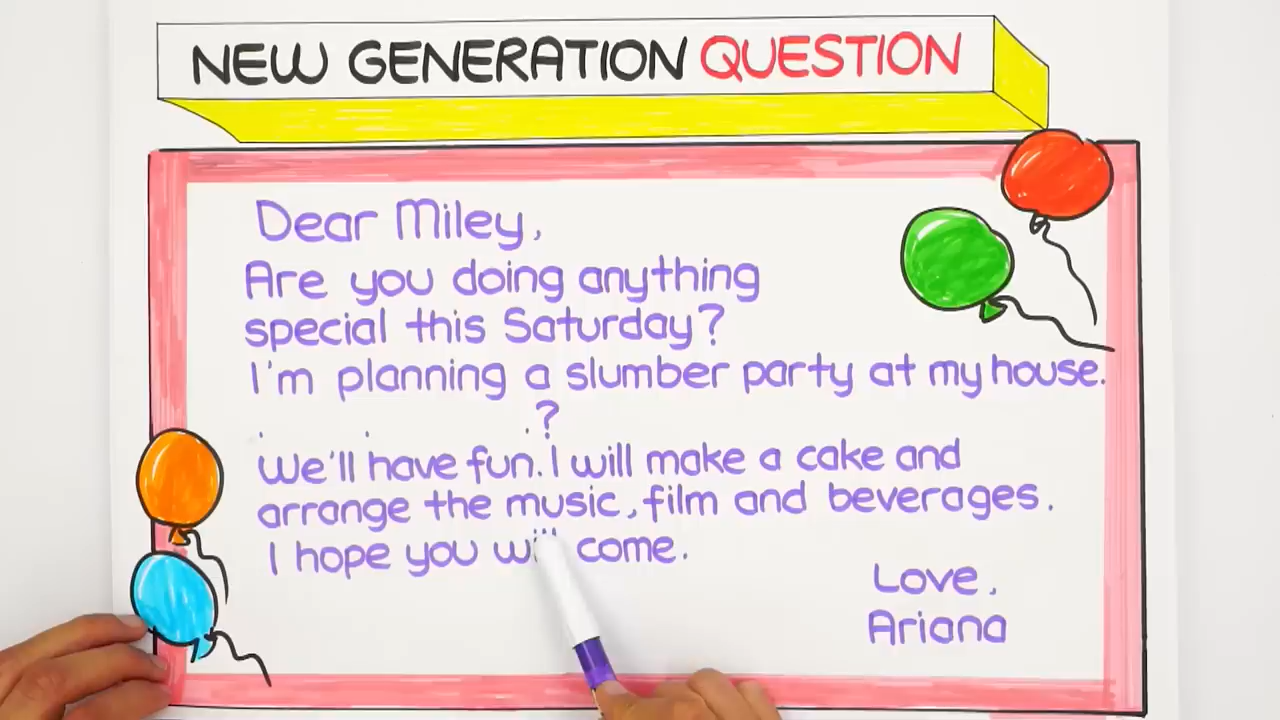 NEW GENERATION QUESTION
Dear Miley,
Are you doing anything
special this Saturday?
I'm planning a slumber party at my house.
. . . ?
We'll have fun. I will make a cake and
arrange the music, film and beverages.
I hope you will come.
Love,
Ariana